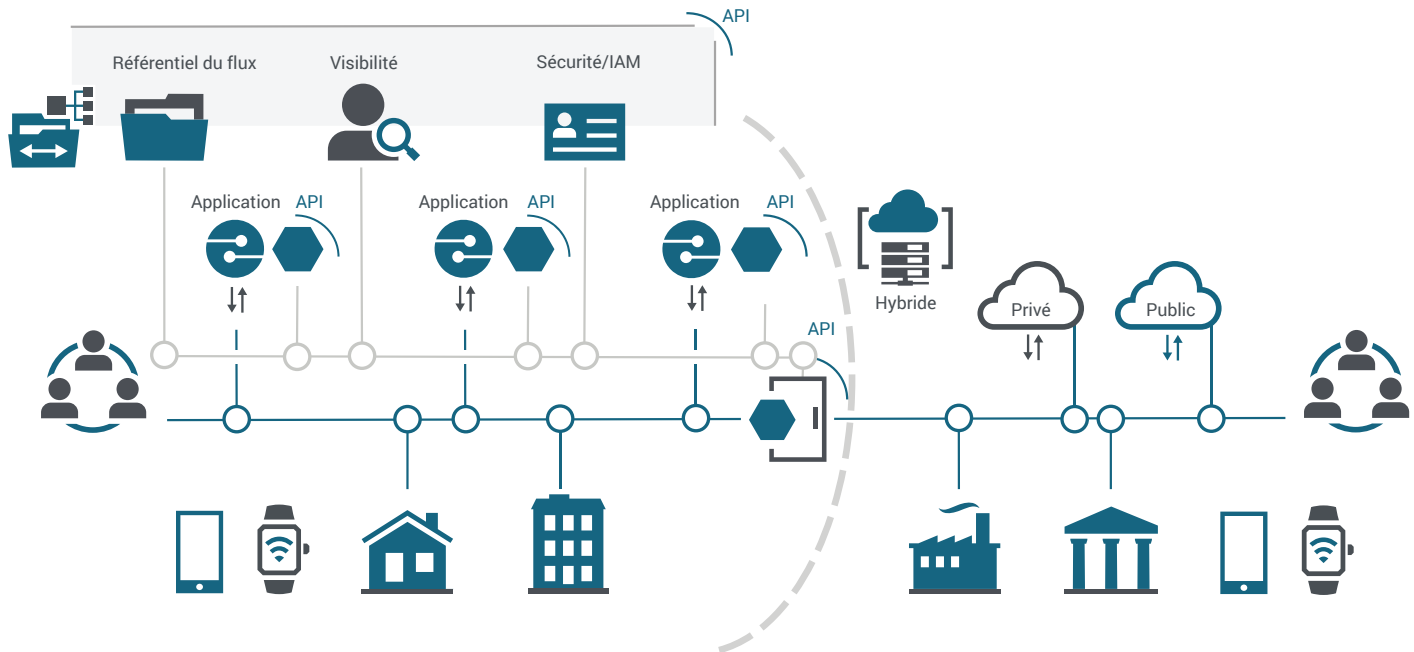 API
Référentiel du flux
Visibilité
Sécurité/IAM
Application
API
Application
API
Application
API
Hybride
Privé
Public
API